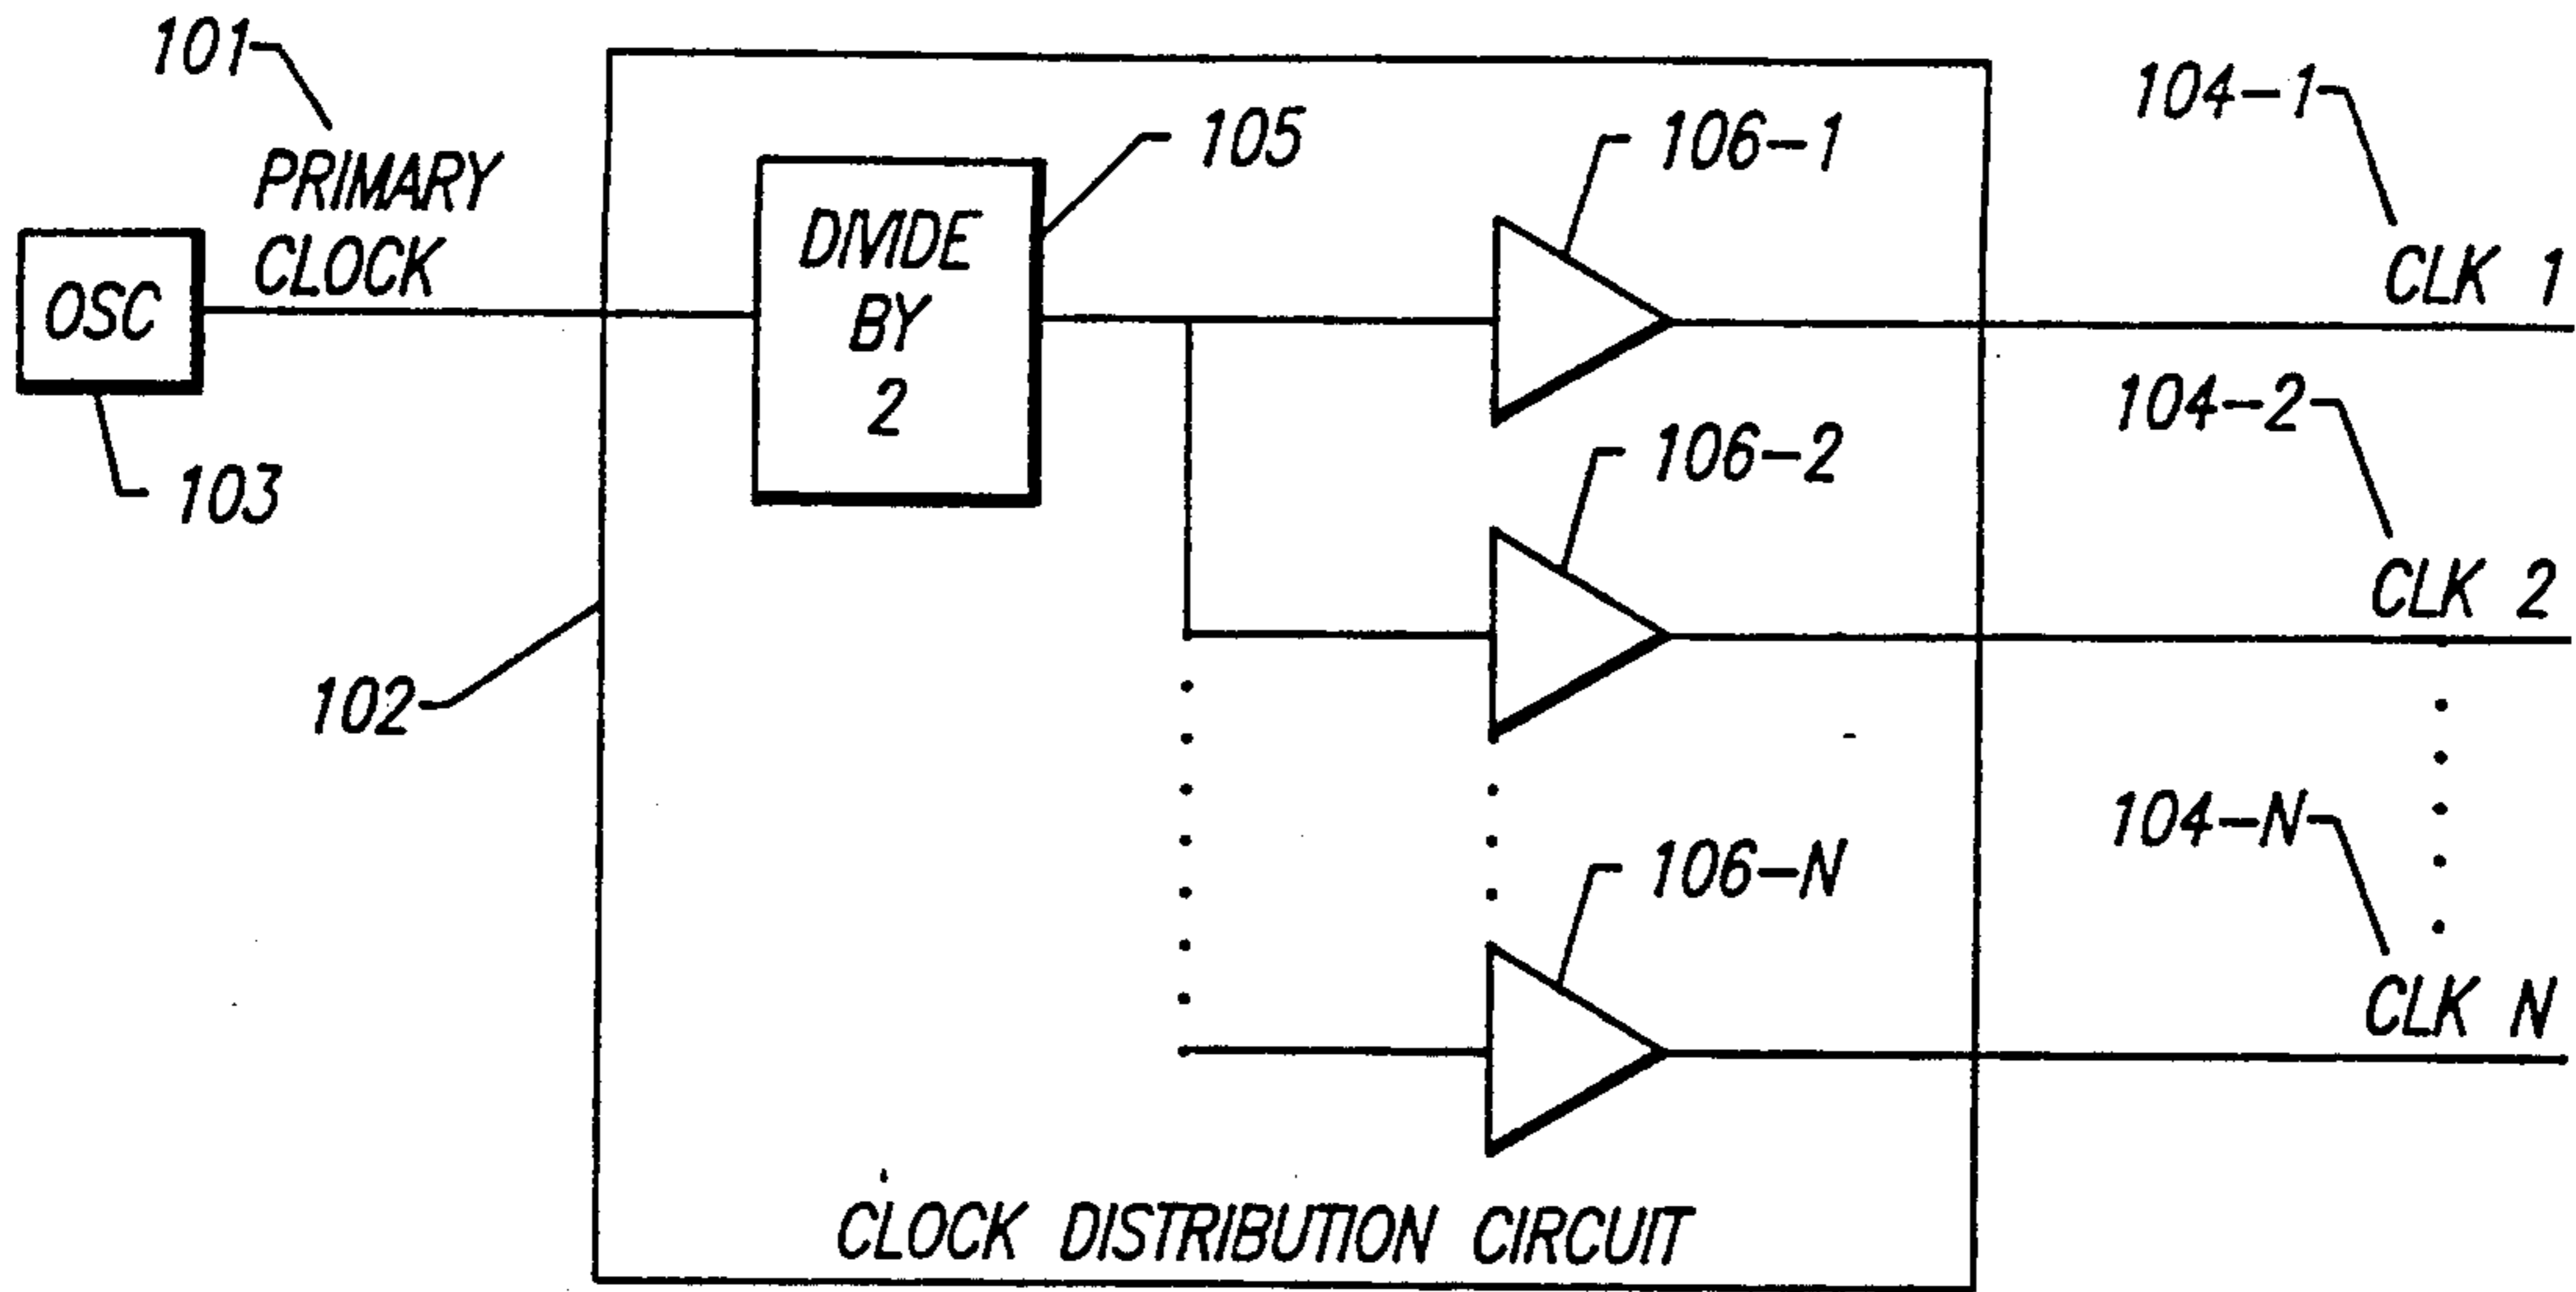 101
PRIMARY
CLOCK
OSC
103
102
DIVIDE
BY
2
105
106-1
106-2
106-N
104-1
CLK 1
104-2
CLK 2
104-N
CLK N
CLOCK DISTRIBUTION CIRCUIT